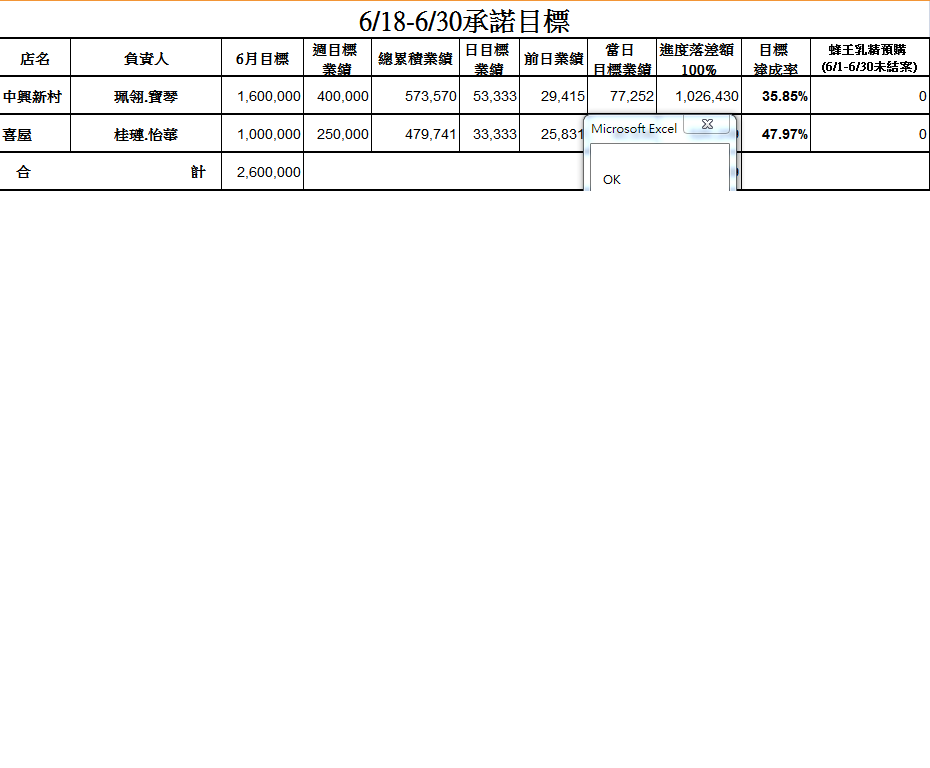 6/18-6/30承諾目標
店名 負責人 6月目標 週目標業績 總累積業績 日目標業績 前日業績 當日目標業績 進度落差額100% 目標達成率 蜂王乳精預購(6/1-6/30未結案)
中興新村 珮翎.寶琴 1,600,000 400,000 573,570 53,333 29,415 77,252 1,026,430 35.85% 0
喜屋 桂璉.怡華 1,000,000 250,000 479,741 33,333 25,831 47.97% 0
Microsoft Excel
OK
合計 2,600,000